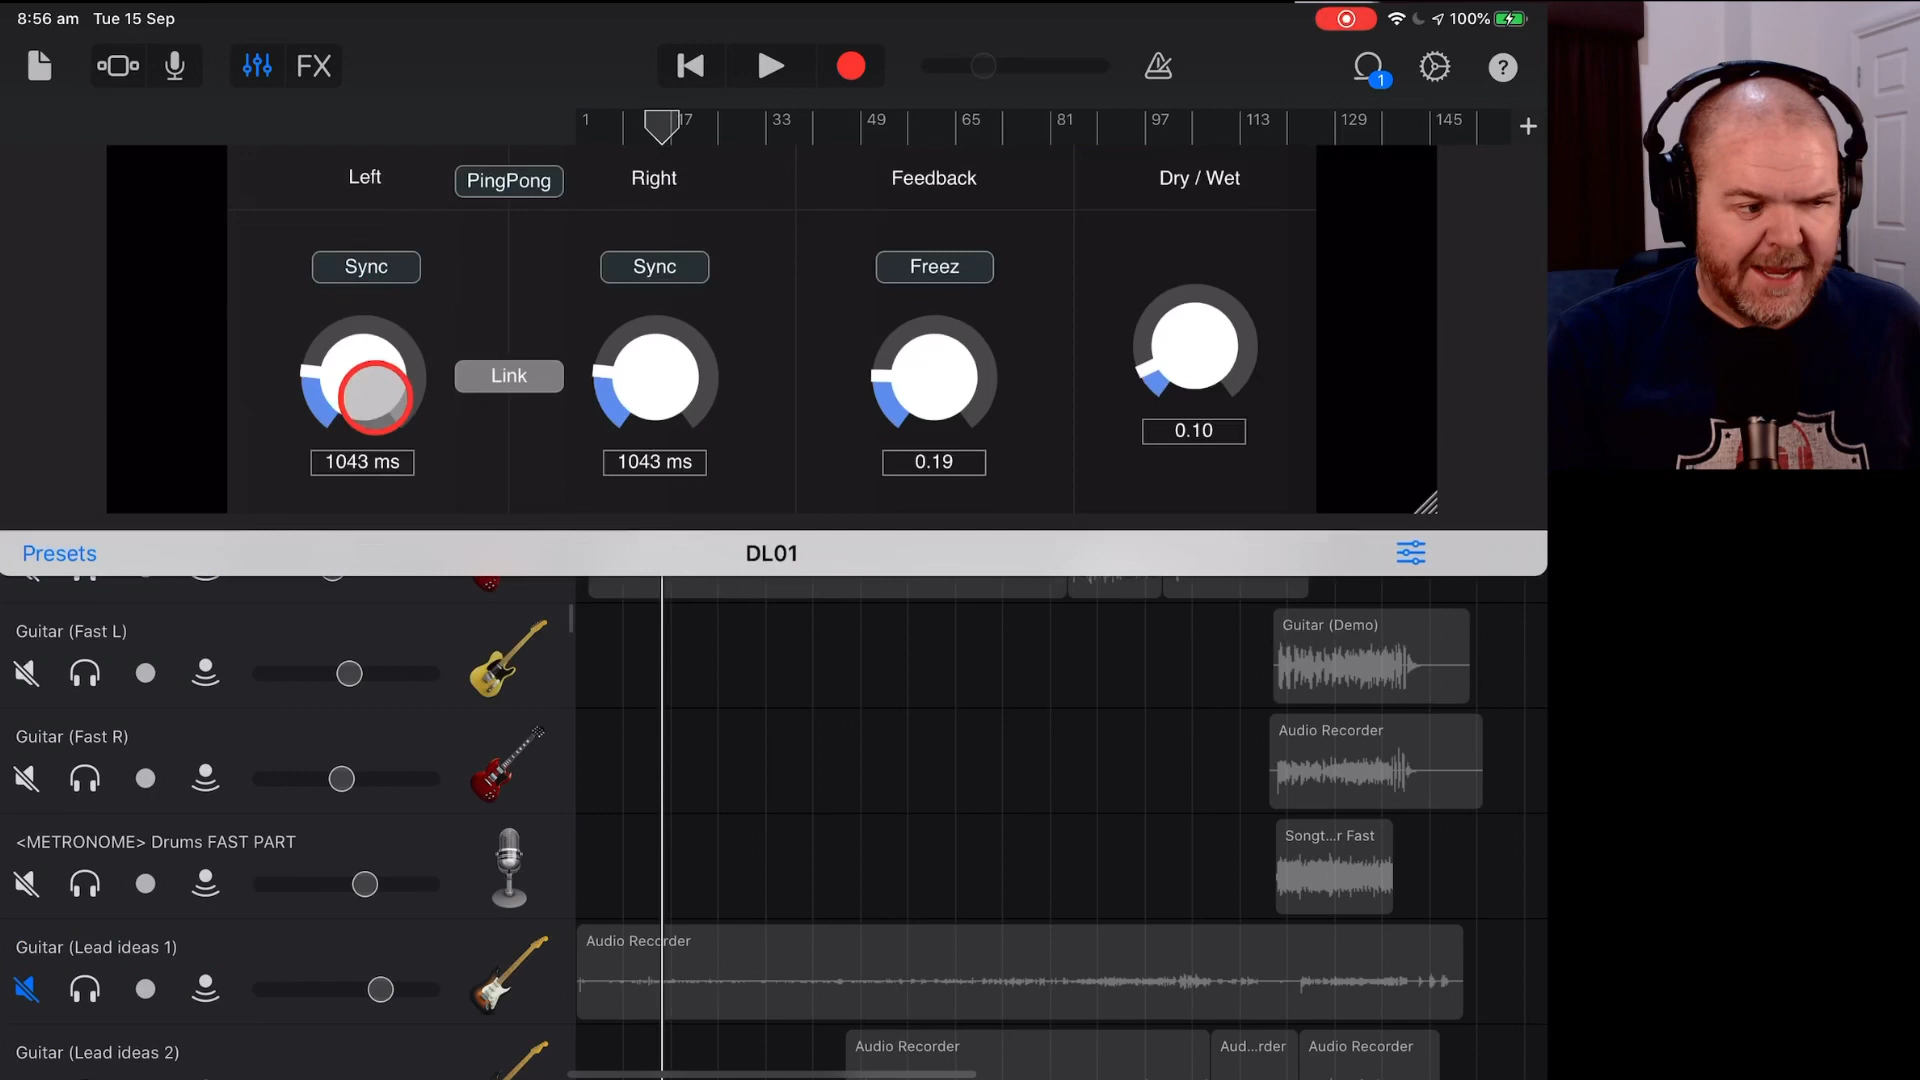 8:56 am Tue 15 Sep
100%
FX
1
?
1 17 33 49 65 81 97 113 129 145
Left PingPong Right Feedback Dry / Wet
Sync Sync Freez
Link
0.10
1043 ms 1043 ms 0.19
Presets DL01
Guitar (Fast L)
Guitar (Demo)
Guitar (Fast R)
Audio Recorder
<METRONOME> Drums FAST PART
Songt...r Fast
Guitar (Lead ideas 1)
Audio Recorder
Guitar (Lead ideas 2)
Audio Recorder Aud...rder Audio Recorder